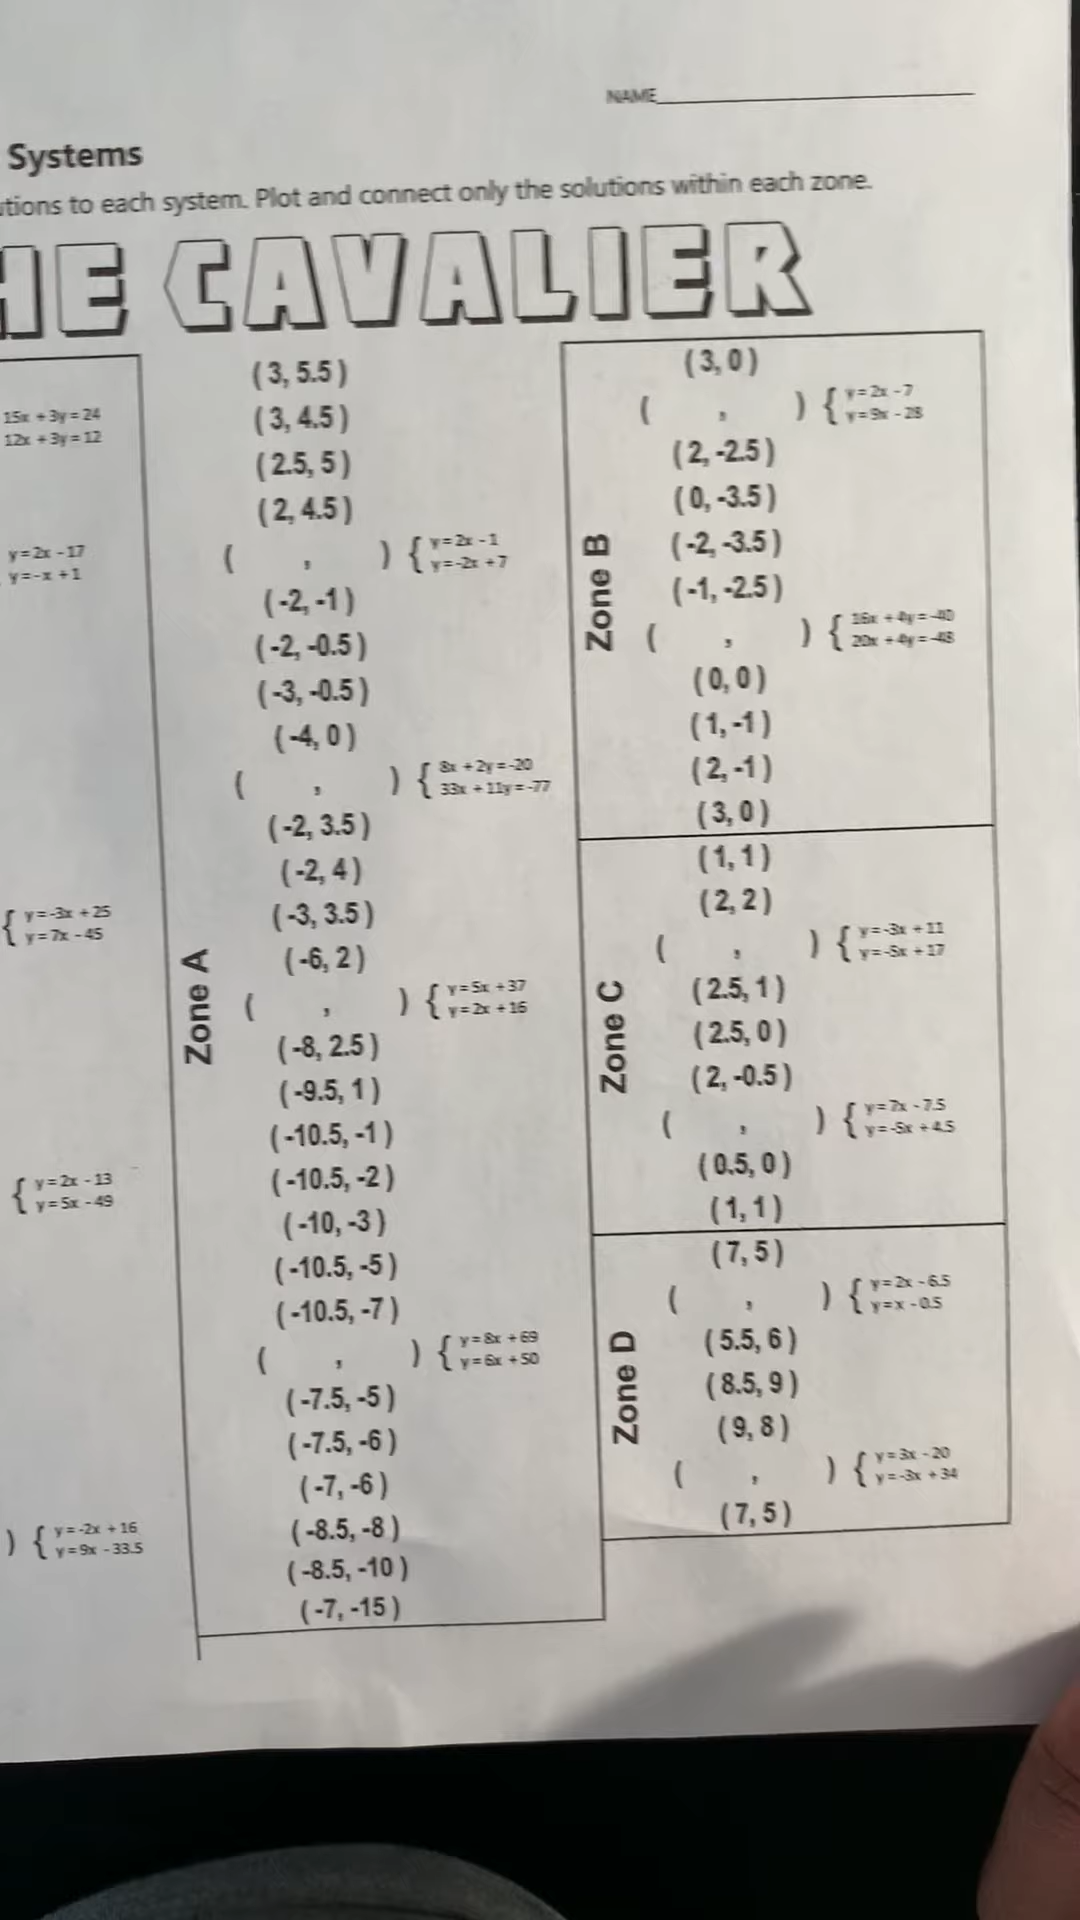 NAME
Systems
tions to each system. Plot and connect only the solutions within each zone.
HE CAVALIER
15x + 3y = 24
12x + 3y = 12
y = 2x - 17
y = -x + 1
{ y = -3x + 25
y = 7x - 45
{ y = 2x - 13
y = 5x - 49
) { y = -2x + 16
y = 9x - 33.5
Zone A
(3, 5.5)
(3, 4.5)
(2.5, 5)
(2, 4.5)
( , ) { y = 2x - 1
y = -2x + 7
(-2, -1)
(-2, -0.5)
(-3, -0.5)
(-4, 0)
( , ) { 8x + 2y = -20
33x + 11y = -77
(-2, 3.5)
(-2, 4)
(-3, 3.5)
(-6, 2)
( , ) { y = 5x + 37
y = 2x + 16
(-8, 2.5)
(-9.5, 1)
(-10.5, -1)
(-10.5, -2)
(-10, -3)
(-10.5, -5)
(-10.5, -7)
( , ) { y = 8x + 69
y = 6x + 50
(-7.5, -5)
(-7.5, -6)
(-7, -6)
(-8.5, -8)
(-8.5, -10)
(-7, -15)
Zone B
(3, 0)
( , ) { y = 2x - 7
y = 9x - 28
(2, -2.5)
(0, -3.5)
(-2, -3.5)
(-1, -2.5)
( , ) { 16x + 4y = -40
20x + 4y = -48
(0, 0)
(1, -1)
(2, -1)
(3, 0)
Zone C
(1, 1)
(2, 2)
( , ) { y = -3x + 11
y = -5x + 17
(2.5, 1)
(2.5, 0)
(2, -0.5)
( , ) { y = 7x - 7.5
y = -5x + 4.5
(0.5, 0)
(1, 1)
Zone D
(7, 5)
( , ) { y = 2x - 6.5
y = x - 0.5
(5.5, 6)
(8.5, 9)
(9, 8)
( , ) { y = 3x - 20
y = -3x + 34
(7, 5)